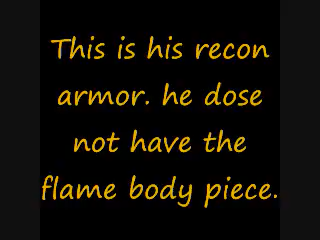 This is his recon
armor. he dose
not have the
flame body piece.